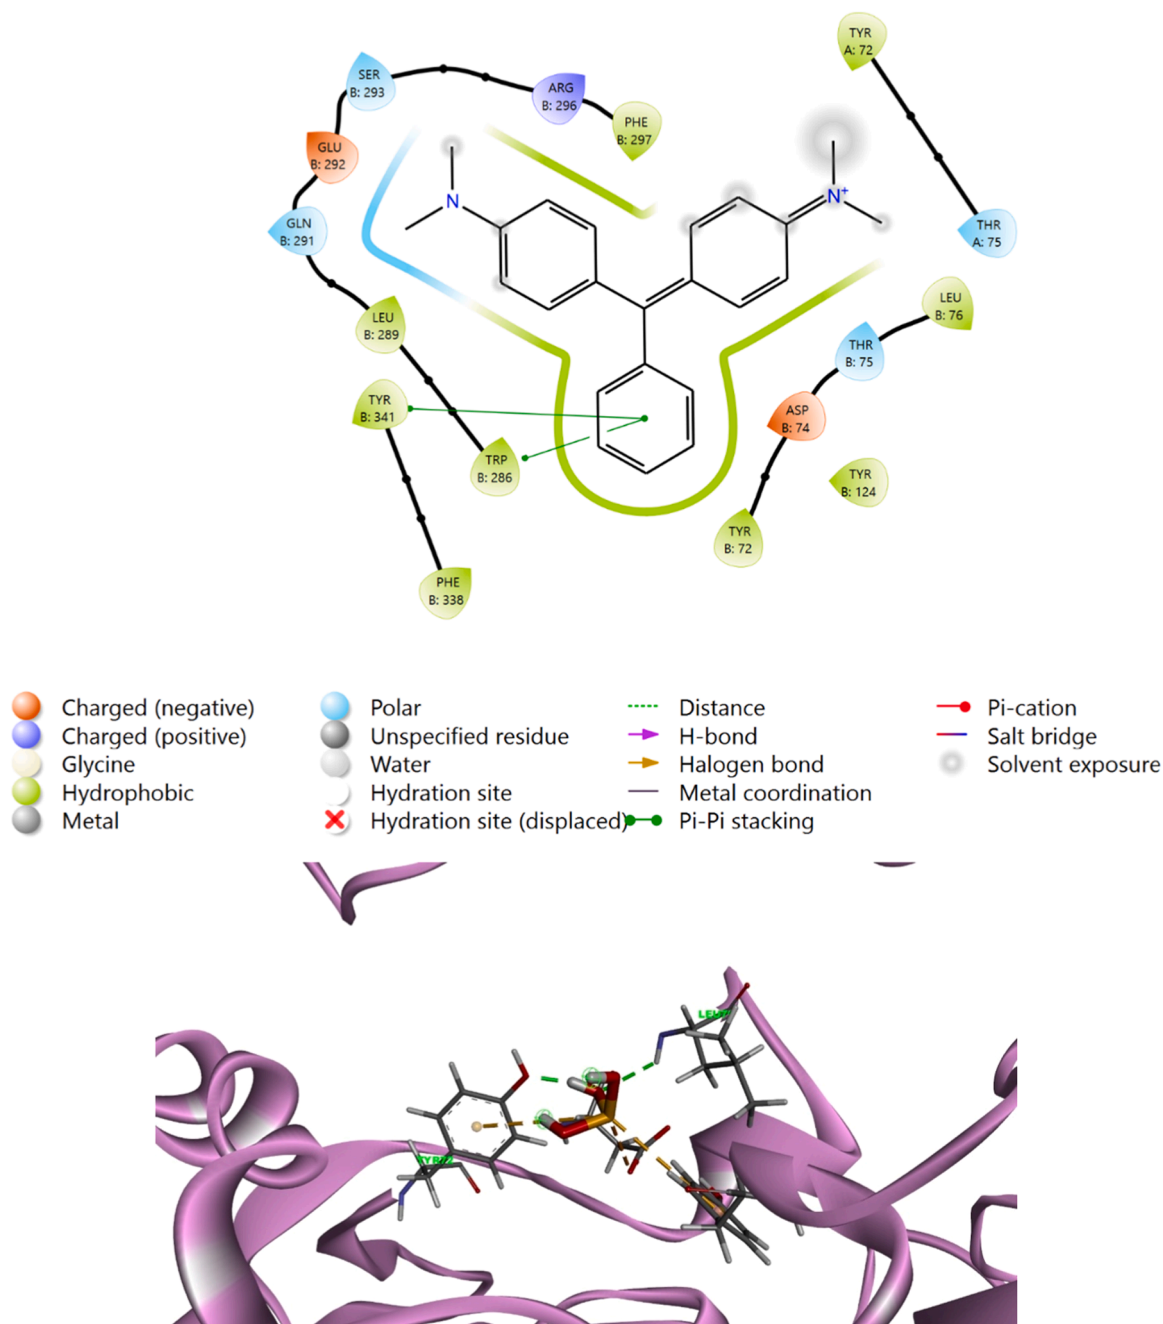 TYR
A: 72
SER
B: 293
ARG
B: 296
PHE
B: 297
GLU
B: 292
N
N+
GLN
B: 291
THR
A: 75
LEU
B: 289
LEU
B: 76
THR
B: 75
TYR
B: 341
ASP
B: 74
TRP
B: 286
TYR
B: 124
TYR
B: 72
PHE
B: 338
Charged (negative)
Charged (positive)
Glycine
Hydrophobic
Metal
Polar
Unspecified residue
Water
Hydration site
Hydration site (displaced)
Distance
H-bond
Halogen bond
Metal coordination
Pi-Pi stacking
Pi-cation
Salt bridge
Solvent exposure